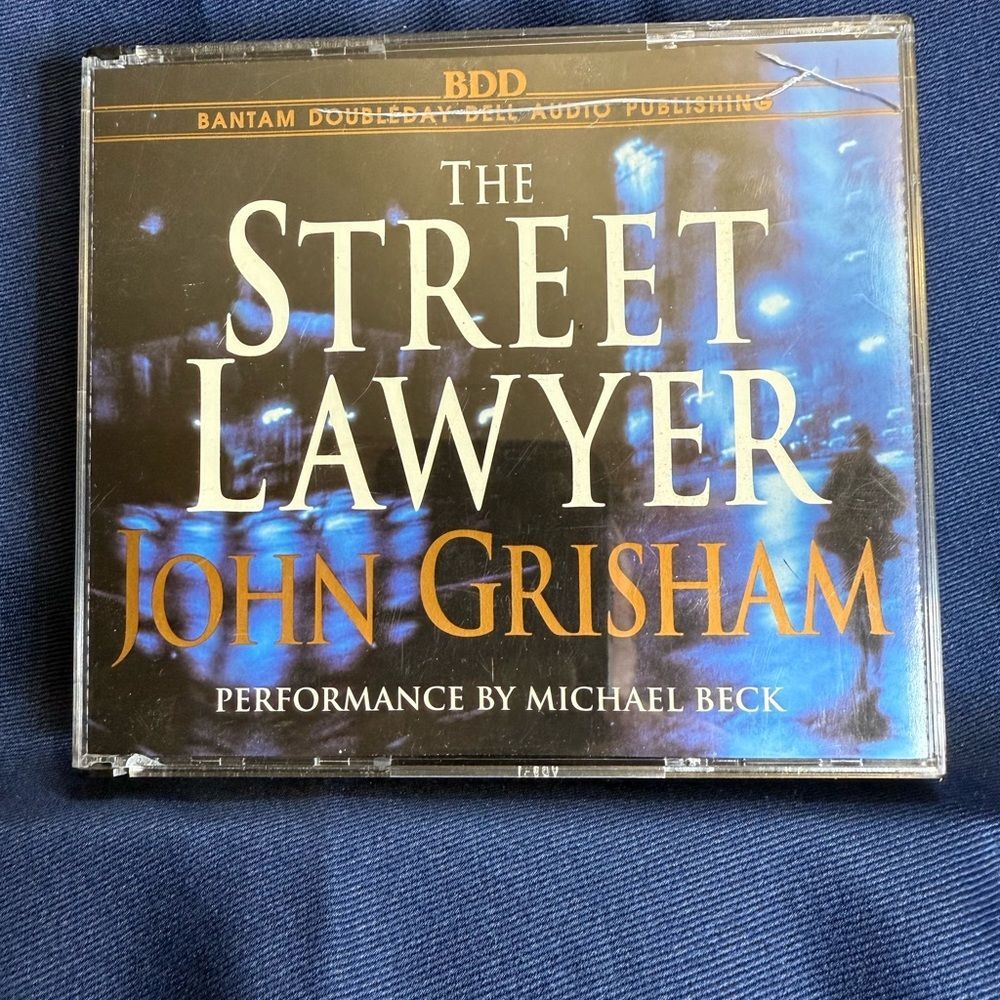 BDD
BANTAM DOUBLEDAY DELL AUDIO PUBLISHING
THE
STREET
LAWYER
JOHN GRISHAM
PERFORMANCE BY MICHAEL BECK